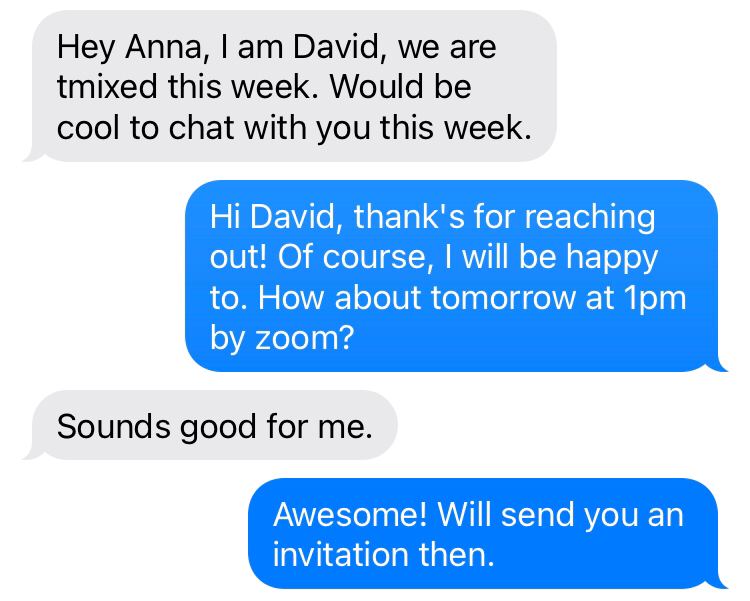 Hey Anna, I am David, we are
tmixed this week. Would be
cool to chat with you this week.
Hi David, thank's for reaching
out! Of course, I will be happy
to. How about tomorrow at 1pm
by zoom?
Sounds good for me.
Awesome! Will send you an
invitation then.